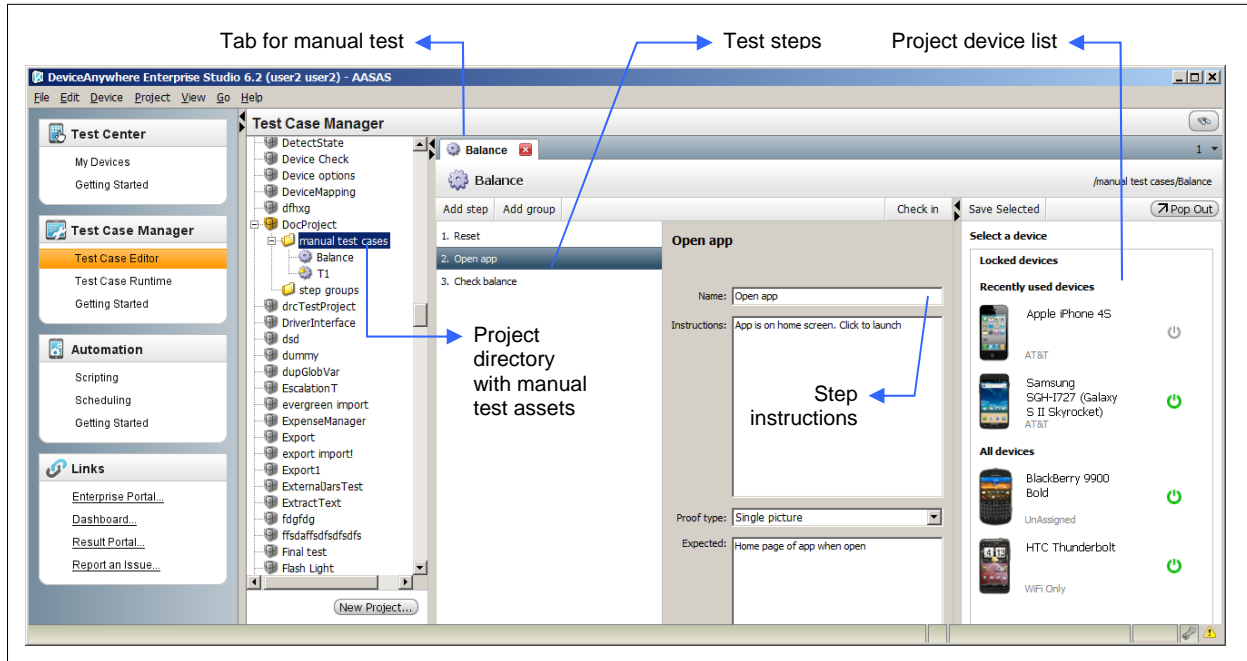 Tab for manual test
Test steps
Project device list
DeviceAnywhere Enterprise Studio 6.2 (user2 user2) - AASAS
File Edit Device Project View Go Help
Test Center
My Devices
Getting Started
Test Case Manager
Test Case Editor
Test Case Runtime
Getting Started
Automation
Scripting
Scheduling
Getting Started
Links
Enterprise Portal...
Dashboard...
Result Portal...
Report an Issue...
Test Case Manager
DetectState
Device Check
Device options
DeviceMapping
dfhxg
DocProject
manual test cases
Balance
T1
step groups
drcTestProject
DriverInterface
dsd
dummy
dupGlobVar
EscalationT
evergreen import
ExpenseManager
Export
export import!
Export1
ExternalJarsTest
ExtractText
fdgfdg
ffsdaffsdfsdfsdfs
Final test
Flash Light
New Project...
Balance
1
Balance
/manual test cases/Balance
Add step Add group Check in
1. Reset
2. Open app
3. Check balance
Project
directory
with manual
test assets
Open app
Name: Open app
Instructions: App is on home screen. Click to launch
Step
instructions
Proof type: Single picture
Expected: Home page of app when open
Save Selected Pop Out
Select a device
Locked devices
Recently used devices
Apple iPhone 4S
AT&T
Samsung
SGH-I727 (Galaxy
S II Skyrocket)
AT&T
All devices
BlackBerry 9900
Bold
UnAssigned
HTC Thunderbolt
WiFi Only